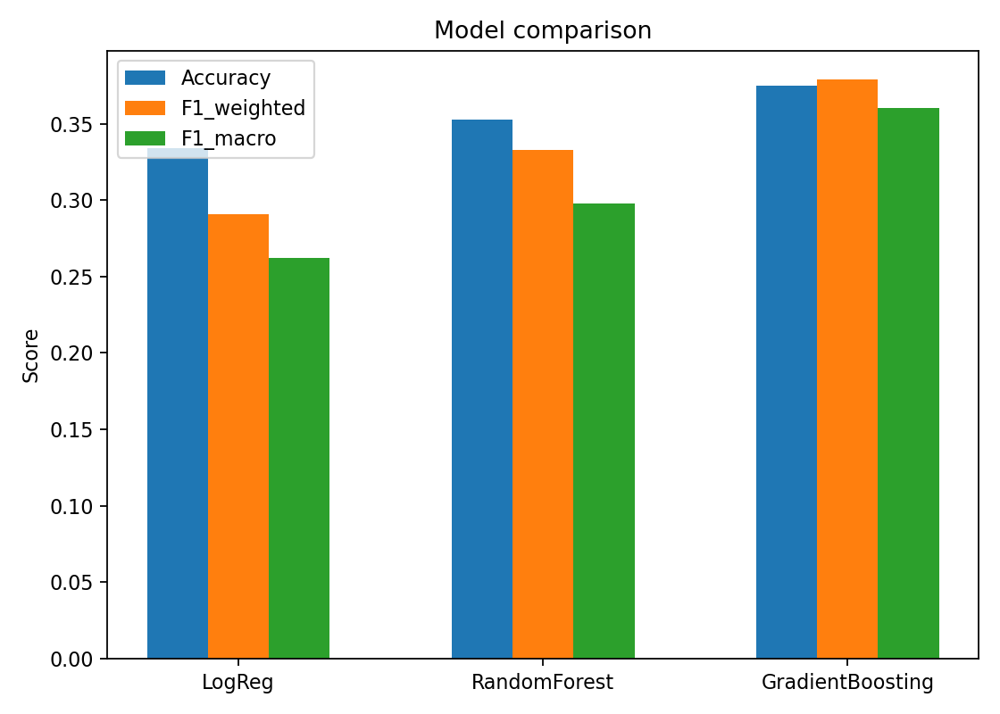 Model comparison
Accuracy
F1_weighted
F1_macro
Score
0.35
0.30
0.25
0.20
0.15
0.10
0.05
0.00
LogReg
RandomForest
GradientBoosting